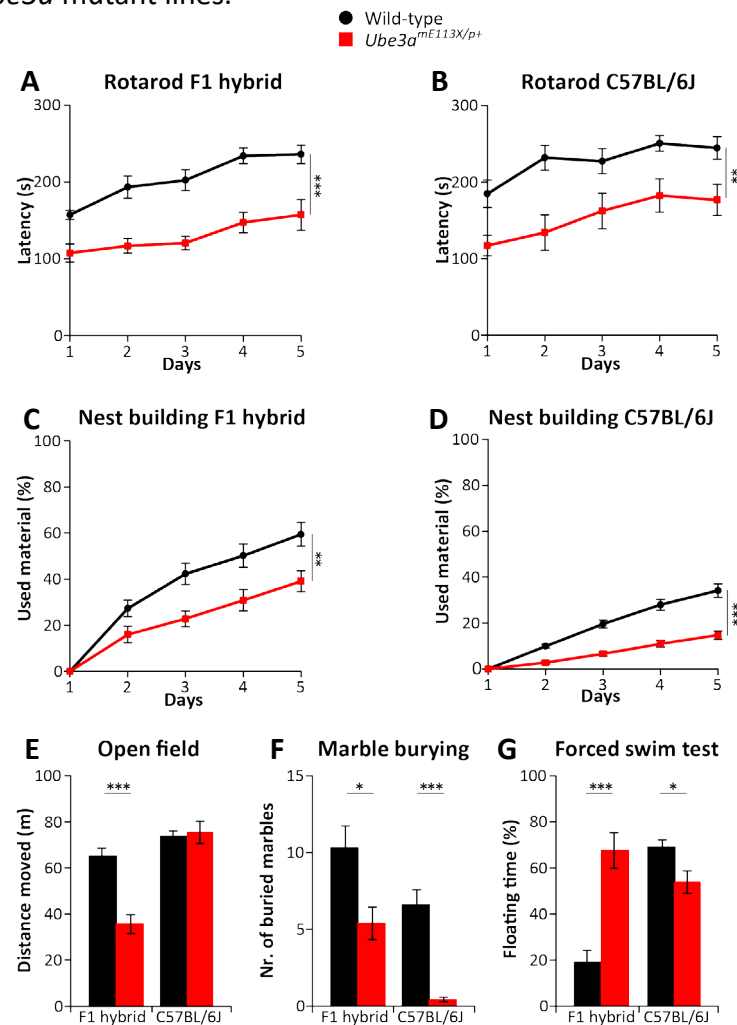 mutant lines.
Wild-type
Ube3a mE113X/p+
A Rotarod F1 hybrid
300
200
100
0
Latency (s)
1 2 3 4 5
Days
***
B Rotarod C57BL/6J
300
200
100
0
Latency (s)
1 2 3 4 5
Days
**
C Nest building F1 hybrid
100
80
60
40
20
0
Used material (%)
1 2 3 4 5
Days
**
D Nest building C57BL/6J
100
80
60
40
20
0
Used material (%)
1 2 3 4 5
Days
***
E Open field
100
80
60
40
20
0
Distance moved (m)
***
F1 hybrid C57BL/6J
F Marble burying
15
10
5
0
Nr. of buried marbles
* ***
F1 hybrid C57BL/6J
G Forced swim test
100
80
60
40
20
0
Floating time (%)
*** *
F1 hybrid C57BL/6J